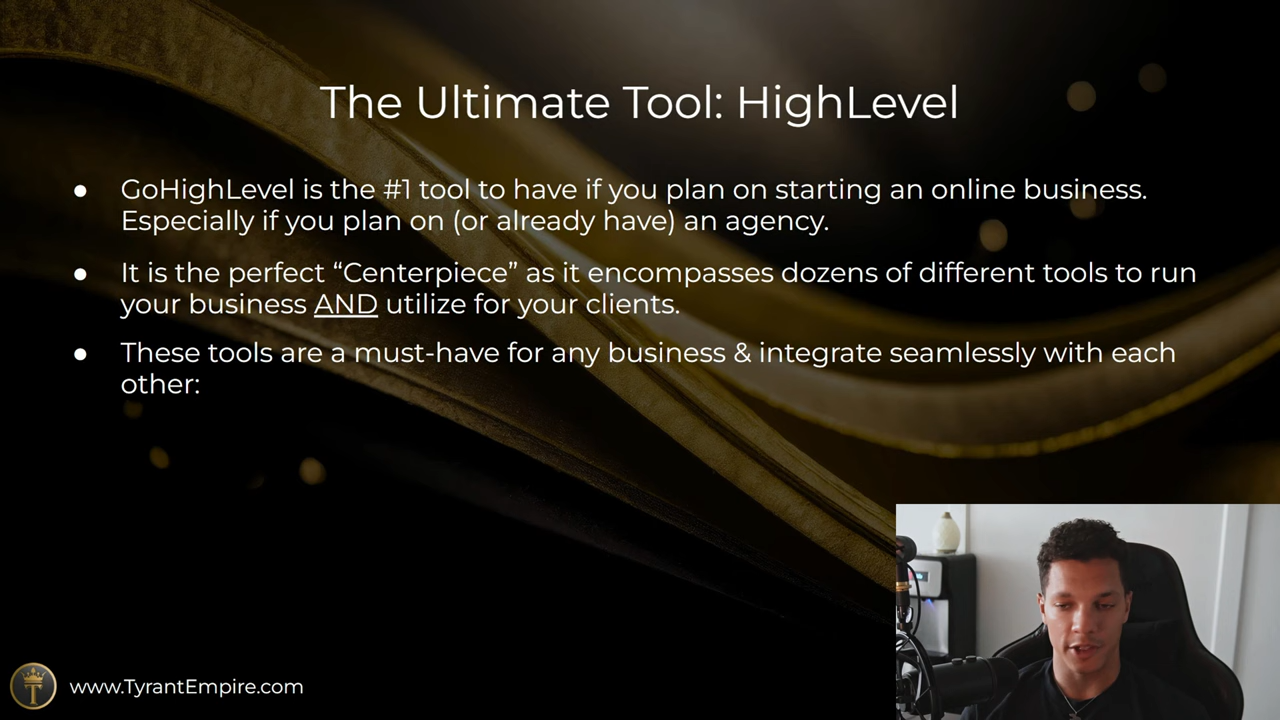 The Ultimate Tool: HighLevel
● GoHighLevel is the #1 tool to have if you plan on starting an online business.
Especially if you plan on (or already have) an agency.
● It is the perfect “Centerpiece” as it encompasses dozens of different tools to run
your business AND utilize for your clients.
● These tools are a must-have for any business & integrate seamlessly with each
other:
T
www.TyrantEmpire.com